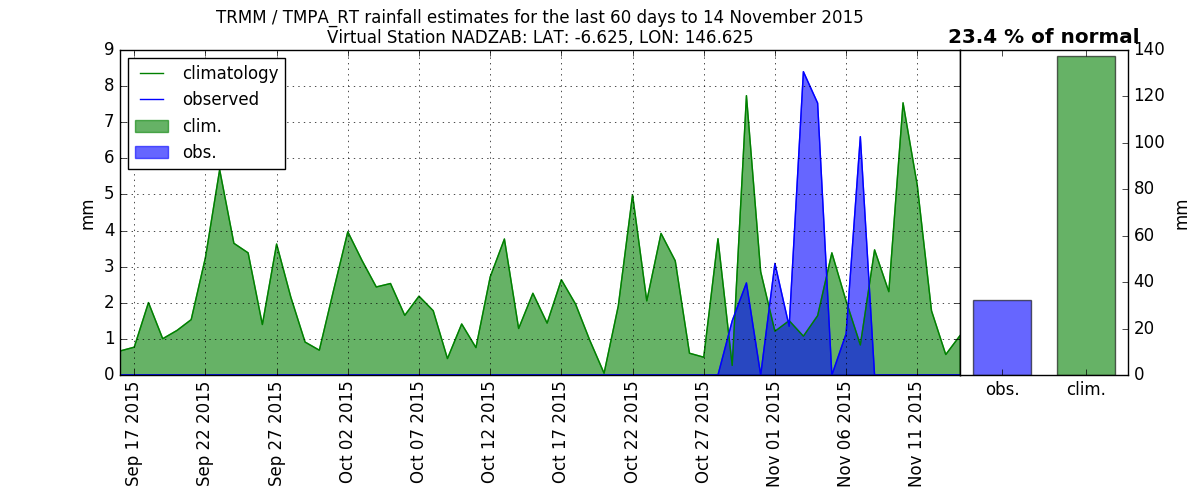 TRMM / TMPA_RT rainfall estimates for the last 60 days to 14 November 2015
Virtual Station NADZAB: LAT: -6.625, LON: 146.625
23.4 % of normal
climatology
observed
clim.
obs.
mm
9
8
7
6
5
4
3
2
1
0
Sep 17 2015
Sep 22 2015
Sep 27 2015
Oct 02 2015
Oct 07 2015
Oct 12 2015
Oct 17 2015
Oct 22 2015
Oct 27 2015
Nov 01 2015
Nov 06 2015
Nov 11 2015
140
120
100
80
60
40
20
0
mm
obs.
clim.